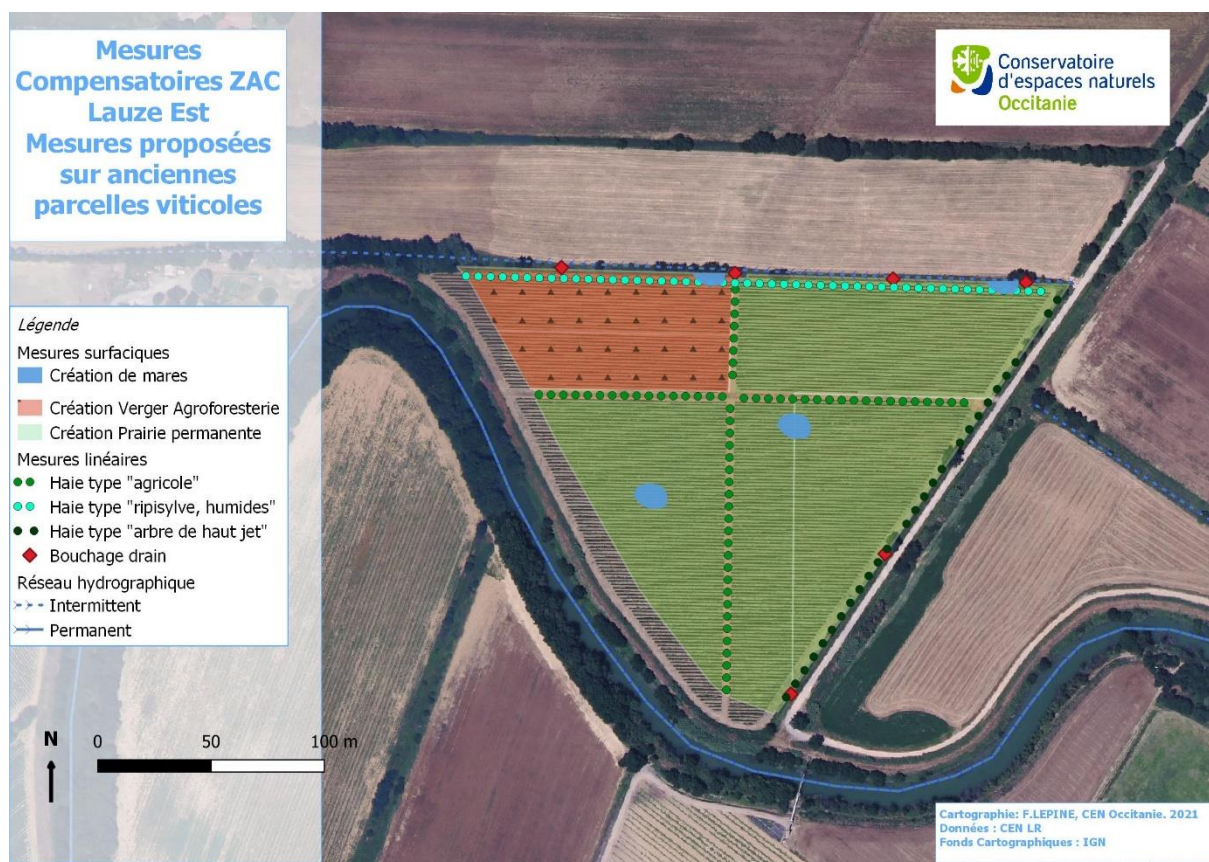 Mesures
Compensatoires ZAC
Lauze Est
Mesures proposées
sur anciennes
parcelles viticoles
Conservatoire
d'espaces naturels
Occitanie
Légende
Mesures surfaciques
Création de mares
Création Verger Agroforesterie
Création Prairie permanente
Mesures linéaires
Haie type "agricole"
Haie type "ripisylve, humides"
Haie type "arbre de haut jet"
Bouchage drain
Réseau hydrographique
Intermittent
Permanent
N
0 50 100 m
Cartographie: F.LEPINE, CEN Occitanie. 2021
Données : CEN LR
Fonds Cartographiques : IGN